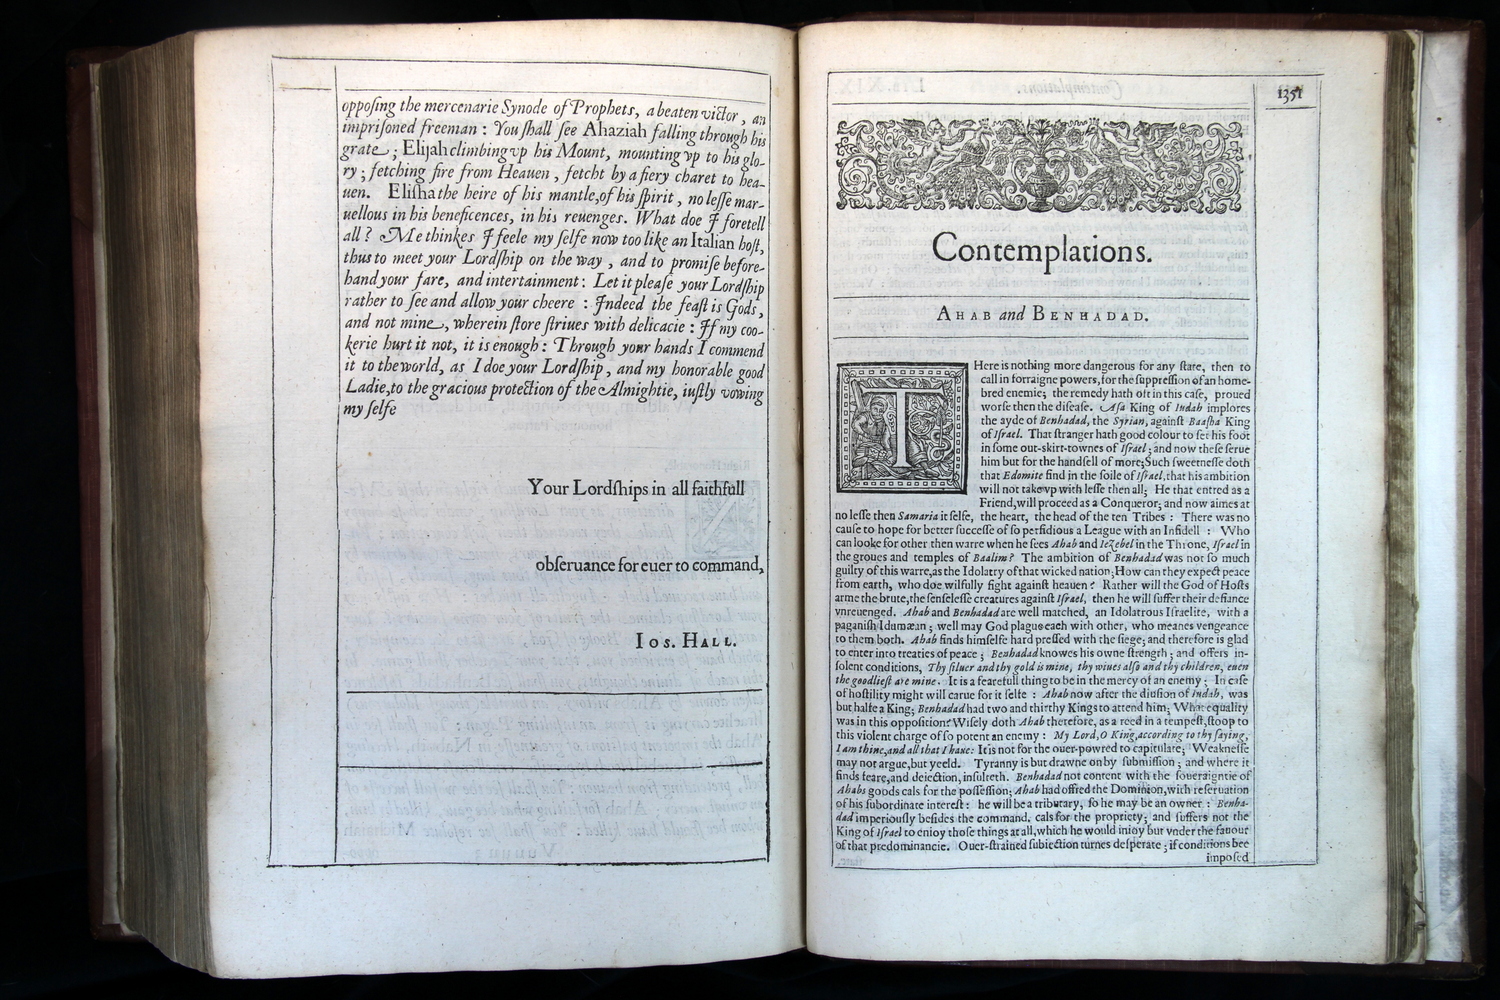 opposing the mercenarie Synode of Prophets, a beaten victor, an
imprisoned freeman: You shall see Ahaziah falling through his
grate; Elijah climbing vp his Mount, mounting vp to his glo-
ry; fetching fire from Heauen, fetcht by a fiery charet to hea-
uen. Elisha the heire of his mantle, of his spirit, no lesse mar-
uellous in his beneficences, in his reuenges. What doe I foretell
all? Me thinkes I feele my selfe now too like an Italian host,
thus to meet your Lordship on the way, and to promise before-
hand your fare, and intertainment: Let it please your Lordship
rather to see and allow your cheere: Indeed the feast is Gods,
and not mine, wherein store striues with delicacie: If my coo-
kerie hurt it not, it is enough: Through your hands I commend
it to the world, as I doe your Lordship, and my honorable good
Ladie, to the gracious protection of the Almightie, iustly vowing
my selfe
Your Lordships in all faithfull
obseruance for euer to command,
Ios. Hall.
1351
Contemplations.
Ahab and Benhadad.
THere is nothing more dangerous for any state, then to
call in forraigne powers, for the suppression of an home-
bred enemie; the remedy hath oft in this case, proued
worse then the disease. Asa King of Iudah implores
the ayde of Benhadad, the Syrian, against Baasha King
of Israel. That stranger hath good colour to set his foot
in some out-skirt-townes of Israel; and now these serue
him but for the handsell of more; Such sweetnesse doth
that Edomite find in the soile of Israel, that his ambition
will not take vp with lesse then all; He that entred as a
Friend, will proceed as a Conqueror; and now aimes at
no lesse then Samaria it selfe, the heart, the head of the ten Tribes: There was no
cause to hope for better successe of so perfidious a League with an Infidell: Who
can looke for other then warre when he sees Ahab and Iezebel in the Throne, Israel in
the groues and temples of Baalim? The ambition of Benhadad was not so much
guilty of this warre, as the Idolatry of that wicked nation; How can they expect peace
from earth, who doe wilfully fight against heauen? Rather will the God of Hosts
arme the brute, the senselesse creatures against Israel, then he will suffer their defiance
vnreuenged. Ahab and Benhadad are well matched, an Idolatrous Israelite, with a
paganish Idumæan; well may God plague each with other, who meanes vengeance
to them both. Ahab finds himselfe hard pressed with the siege; and therefore is glad
to enter into treaties of peace; Benhadad knowes his owne strength; and offers in-
solent conditions, Thy siluer and thy gold is mine, thy wiues also and thy children, euen
the goodliest are mine. It is a fearefull thing to be in the mercy of an enemy; In case
of hostility might will carue for it selfe: Ahab now after the diuision of Iudah, was
but halfe a King; Benhadad had two and thirthy Kings to attend him; What equality
was in this opposition? Wisely doth Ahab therefore, as a reed in a tempest, stoop to
this violent charge of so potent an enemy: My Lord, O King, according to thy saying,
I am thine, and all that I haue: It is not for the ouer-powred to capitulate; Weaknesse
may not argue, but yeeld. Tyranny is but drawne on by submission; and where it
finds feare, and deiection, insulteth. Benhadad not content with the soueraigntie of
Ahabs goods cals for the possession; Ahab had offred the Dominion, with reseruation
of his subordinate interest: he will be a tributary, so he may be an owner: Benha-
dad imperiously besides the command, cals for the propriety; and suffers not the
King of Israel to enioy those things at all, which he would inioy but vnder the fauour
of that predominancie. Ouer-strained subiection turnes desperate; if conditions bee
imposed